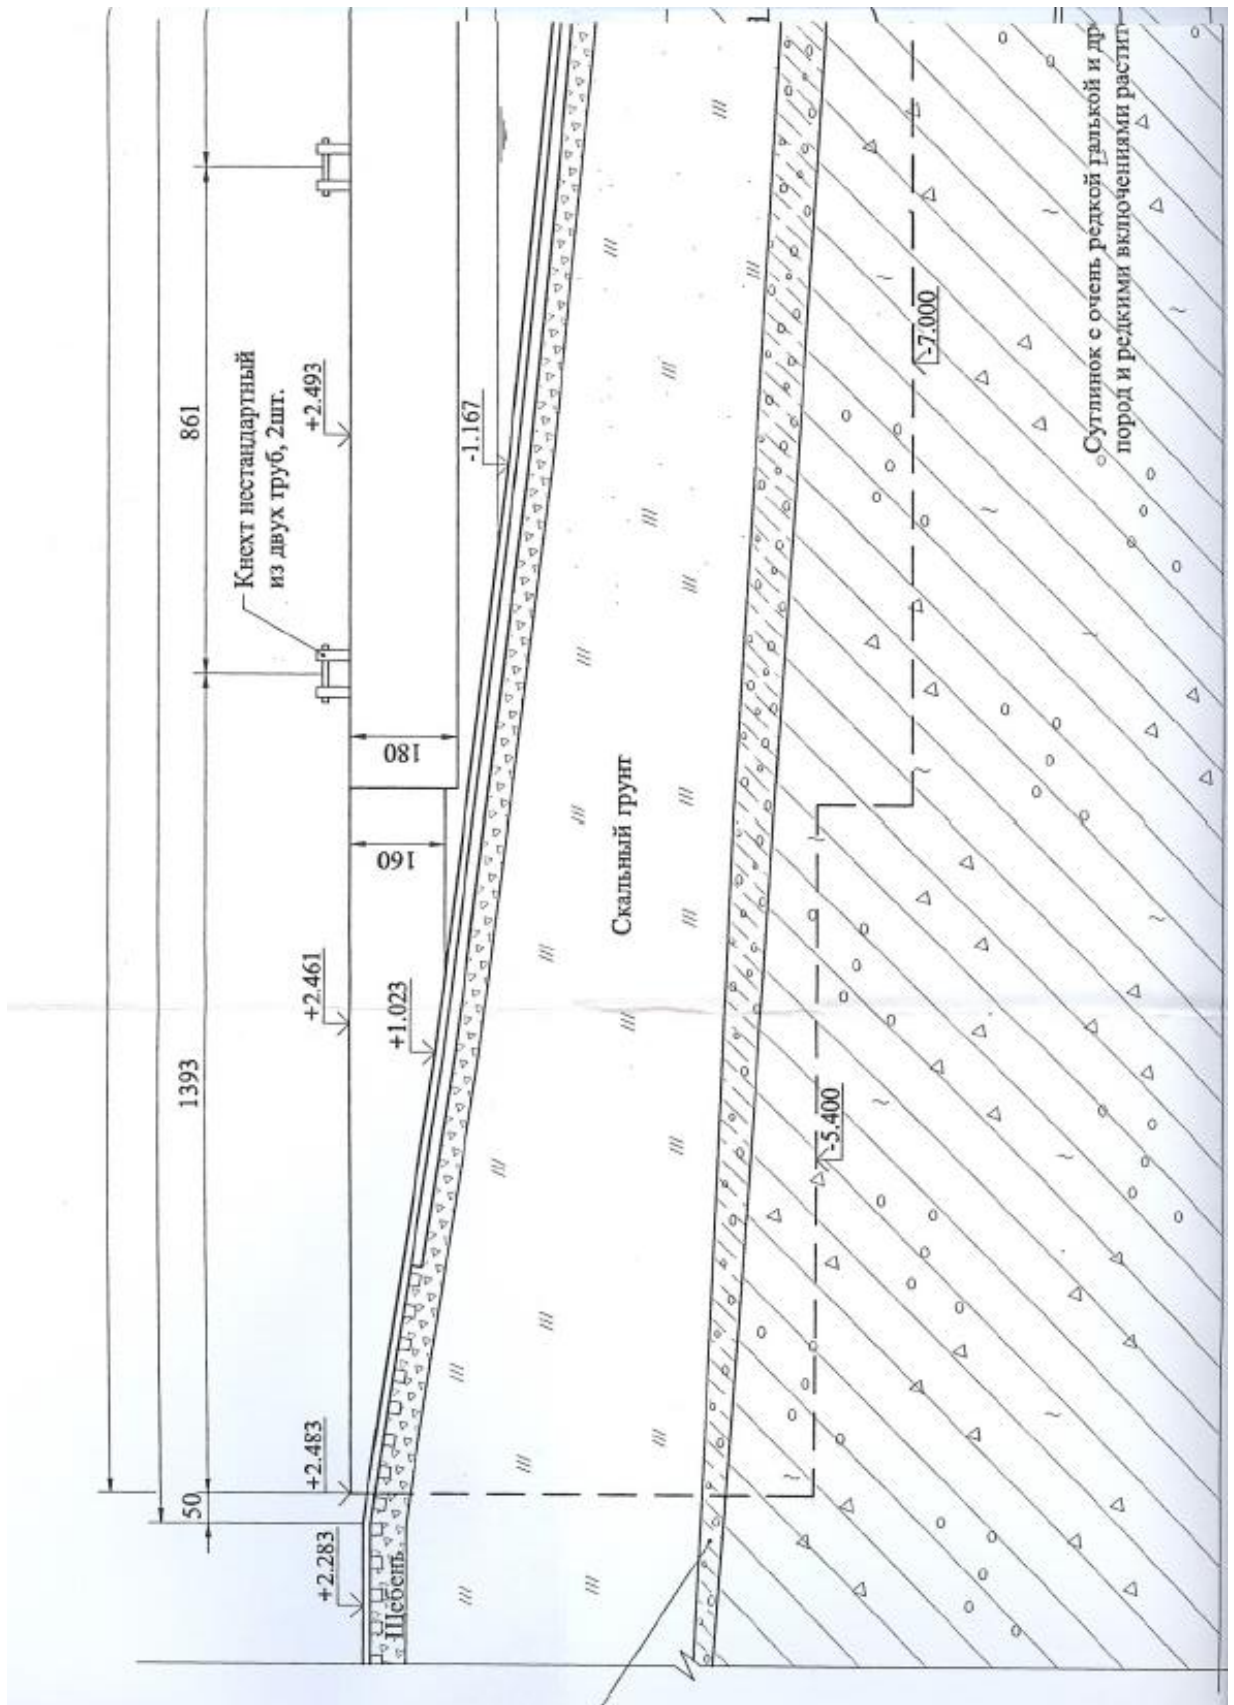 861
1393
50
Кнехт нестандартный
из двух труб, 2шт.
+2.493
+2.461
+2.483
+2.283
-1.167
+1.023
180
160
Щебень
Скальный грунт
-7.000
-5.400
Суглинок с очень редкой галькой и др
пород и редкими включениями растит